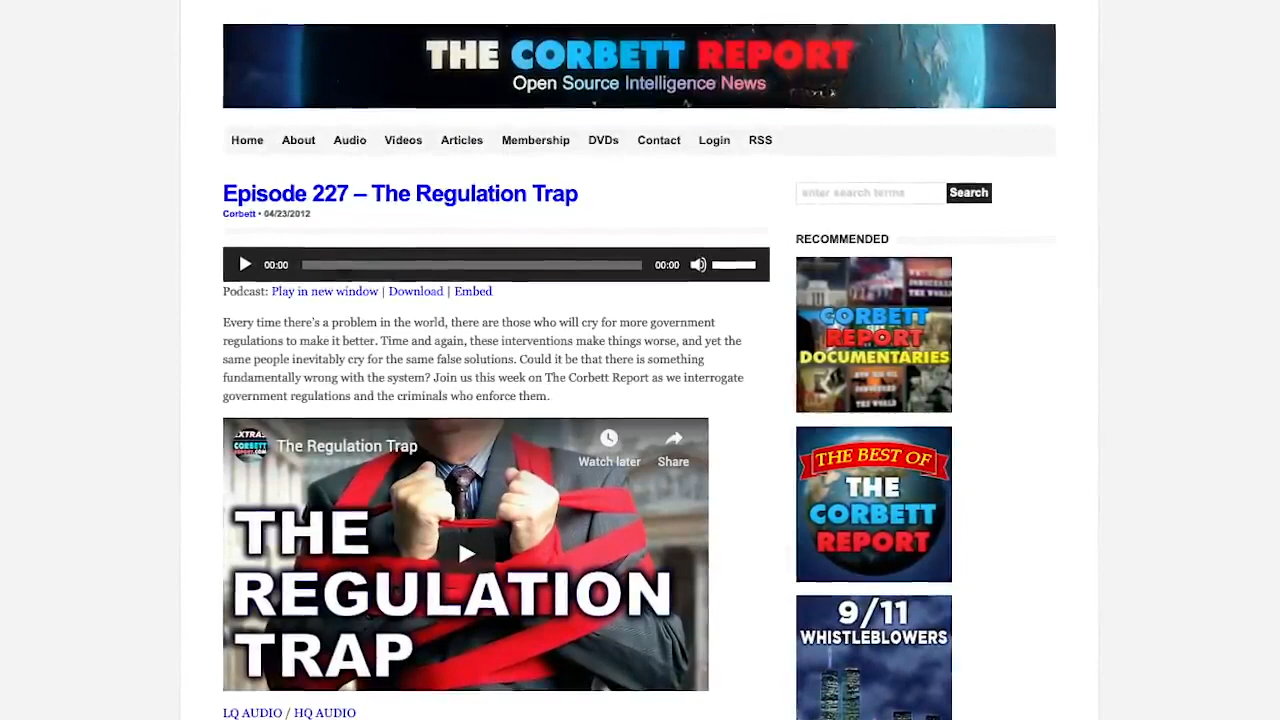 THE CORBETT REPORT
Open Source Intelligence News
Home About Audio Videos Articles Membership DVDs Contact Login RSS
Episode 227 – The Regulation Trap
Corbett • 04/23/2012
00:00 00:00
Podcast: Play in new window | Download | Embed
Every time there's a problem in the world, there are those who will cry for more government
regulations to make it better. Time and again, these interventions make things worse, and yet the
same people inevitably cry for the same false solutions. Could it be that there is something
fundamentally wrong with the system? Join us this week on The Corbett Report as we interrogate
government regulations and the criminals who enforce them.
EXTRAS
CORBETT
REPORT.COM
The Regulation Trap
Watch later
Share
THE
REGULATION
TRAP
LQ AUDIO / HQ AUDIO
enter search terms Search
RECOMMENDED
CORBETT
REPORT
DOCUMENTARIES
THE BEST OF
THE
CORBETT
REPORT
9/11
WHISTLEBLOWERS